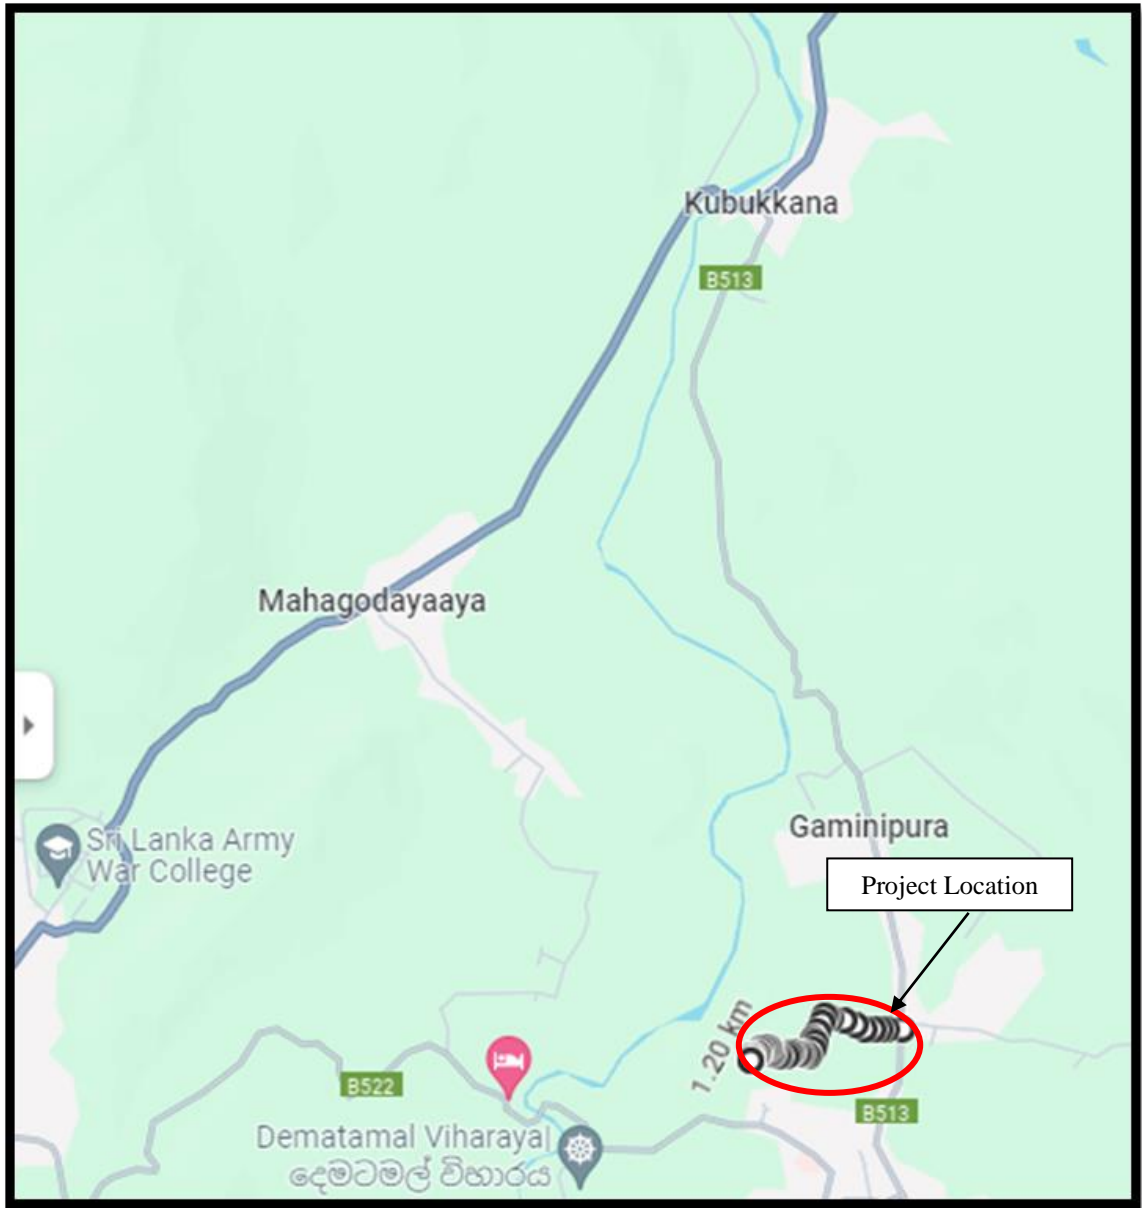 Kubukkana
B513
Mahagodayaaya
Gaminipura
Sri Lanka Army
War College
Project Location
1.20 km
B522
B513
Dematamal Viharayal
දෙමටමල් විහාරය